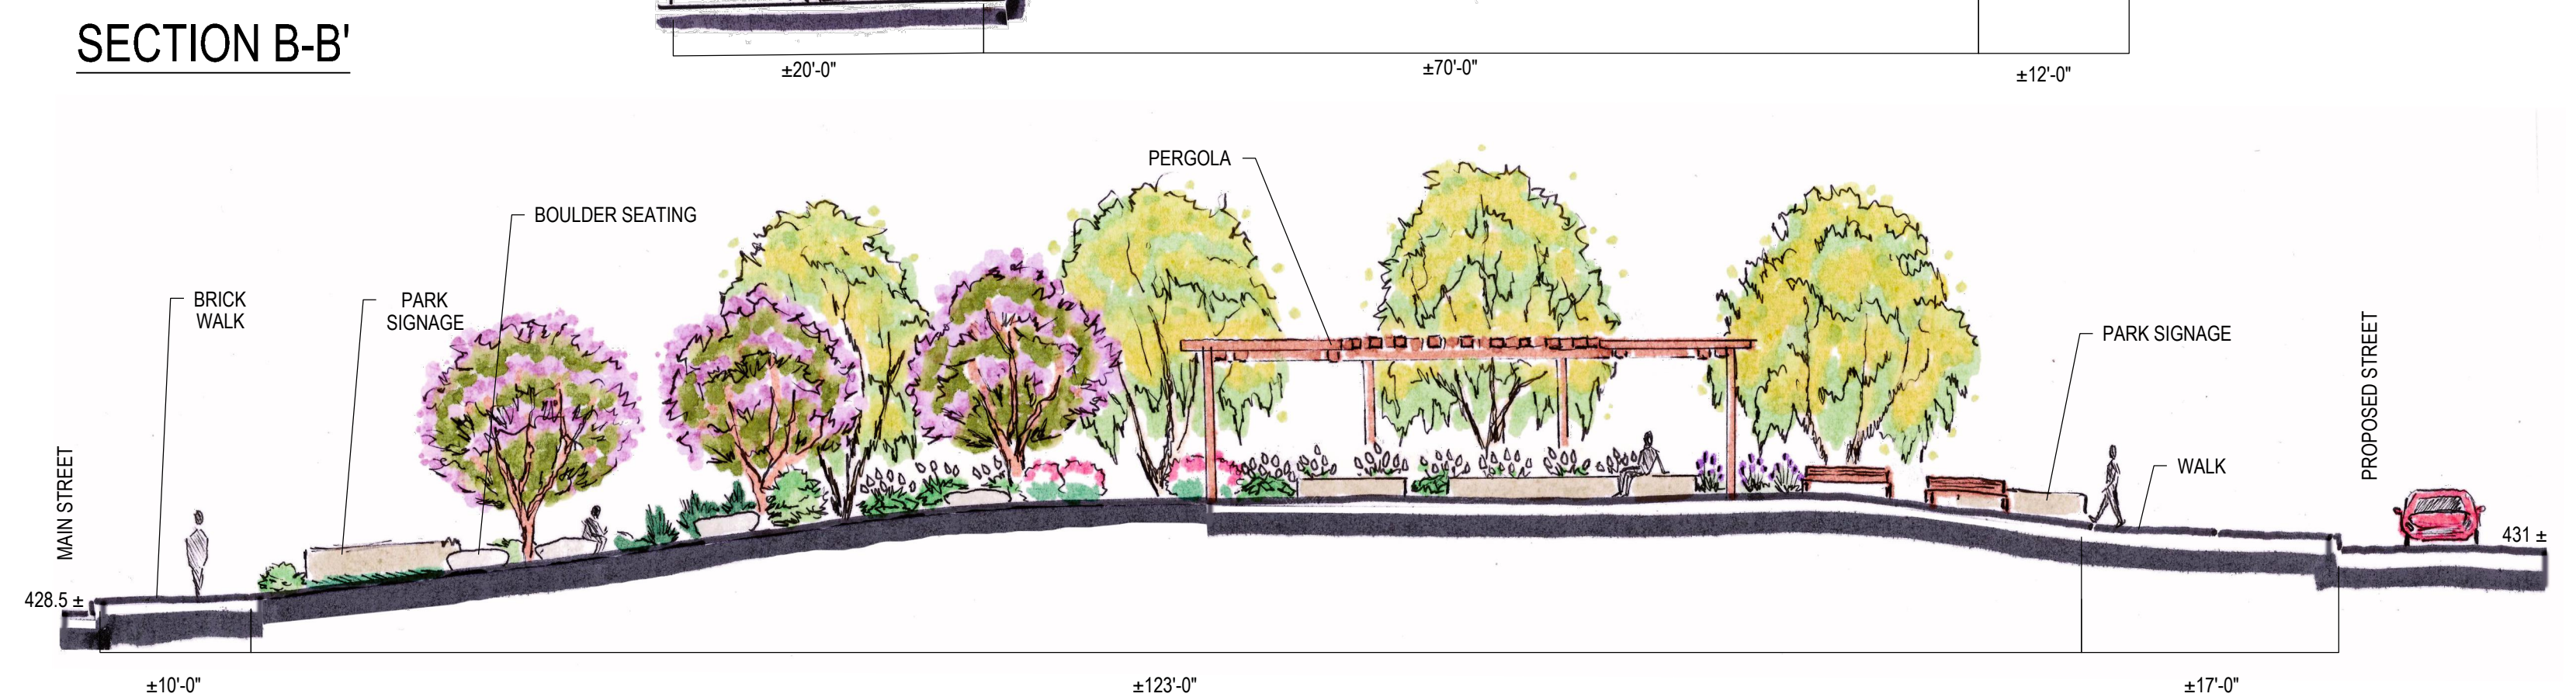 SECTION B-B'
±20'-0"
±70'-0"
±12'-0"
PERGOLA
BOULDER SEATING
BRICK
WALK
PARK
SIGNAGE
PARK SIGNAGE
WALK
MAIN STREET
PROPOSED STREET
428.5 ±
431 ±
±10'-0"
±123'-0"
±17'-0"